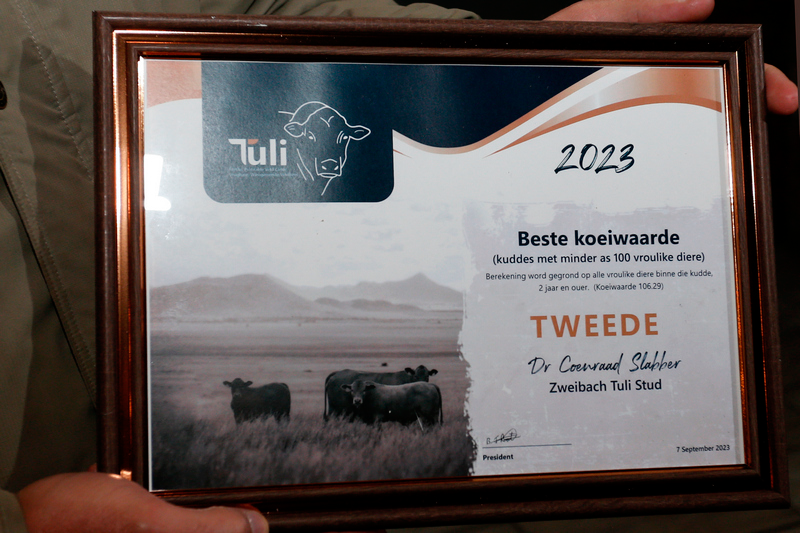 Tuli
2023
Beste koeiwaarde
(kuddes met minder as 100 vroulike diere)
Berekening word gegrond op alle vroulike diere binne die kudde,
2 jaar en ouer. (Koeiwaarde 106.29)
TWEEDE
Dr Coenraad Slabber
Zweibach Tuli Stud
President
7 September 2023